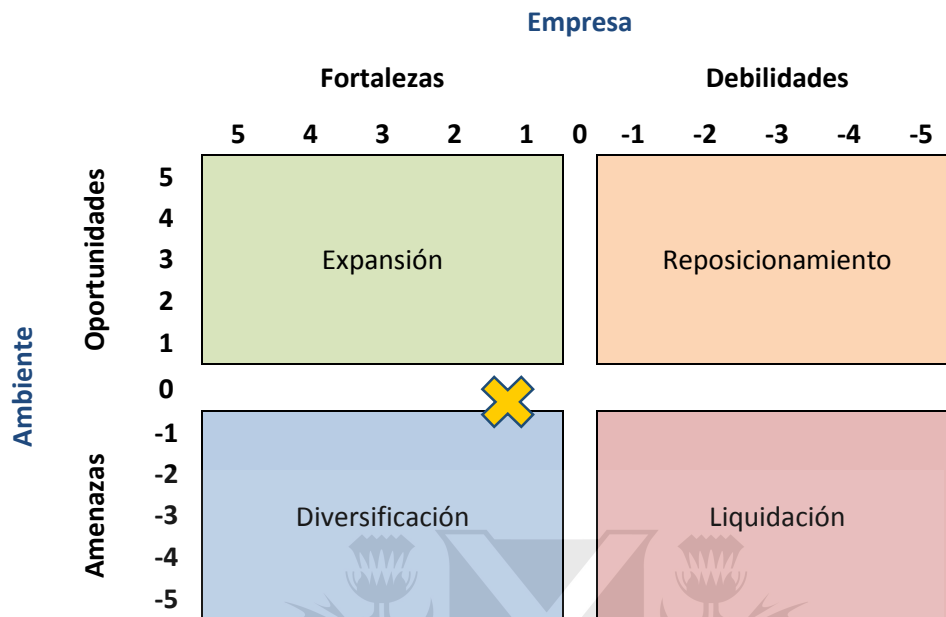 Empresa
Fortalezas Debilidades
5 4 3 2 1 0 -1 -2 -3 -4 -5
Ambiente
Oportunidades
5
4
3
2
1
0
Amenazas
-1
-2
-3
-4
-5
Expansión Reposicionamiento
Diversificación Liquidación